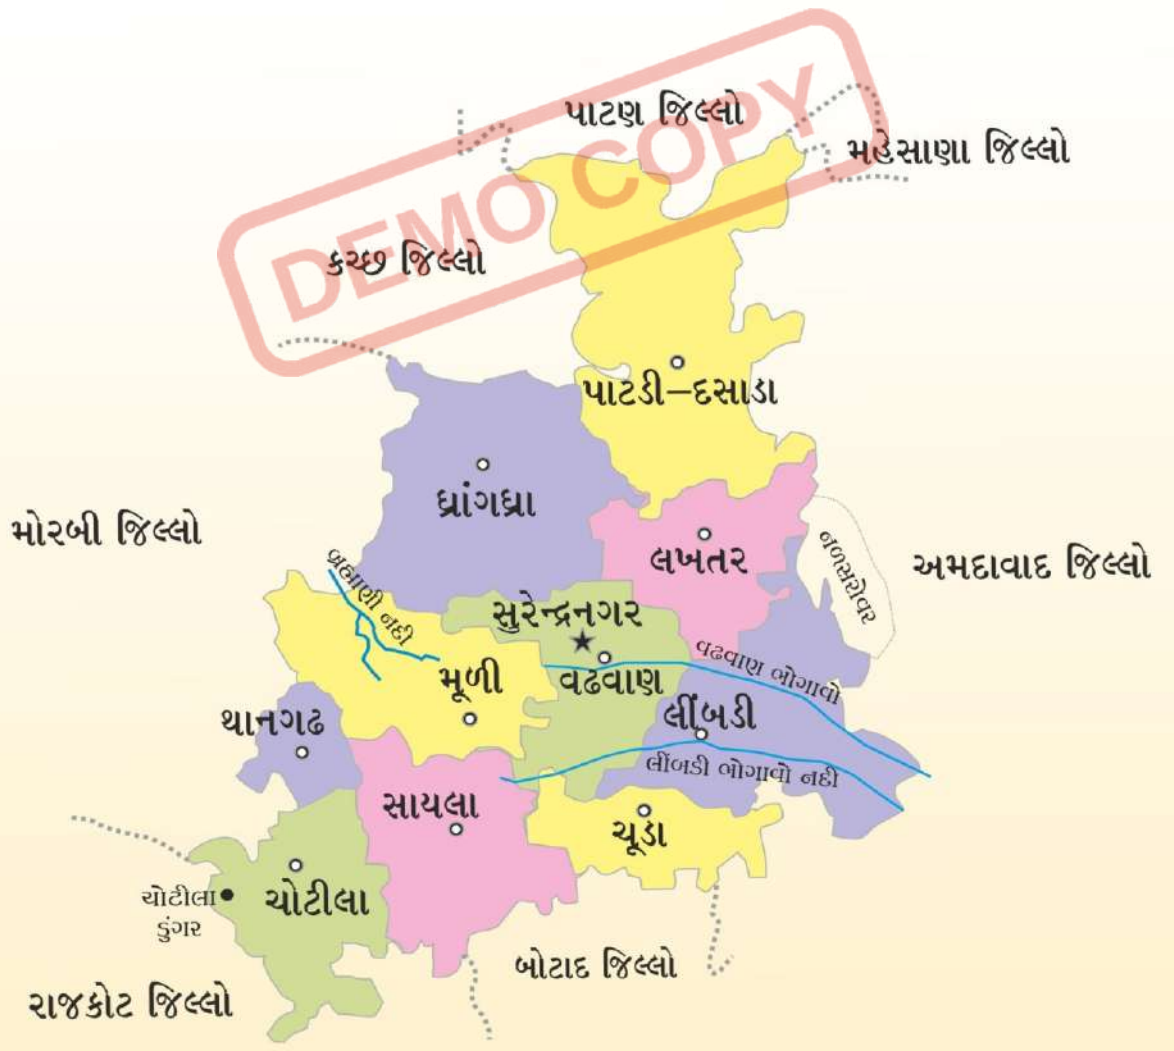 પાટણ જિલ્લો
મહેસાણા જિલ્લો
DEMO COPY
કચ્છ જિલ્લો
પાટડી–દસાડા
ધ્રાંગધ્રા
મોરબી જિલ્લો
લખતર
નળસરોવર
અમદાવાદ જિલ્લો
બ્રહ્માણી નદી
સુરેન્દ્રનગર
વઢવાણ ભોગાવો
મૂળી
વઢવાણ
થાનગઢ
લીંબડી
લીંબડી ભોગાવો નદી
સાયલા
ચૂડા
ચોટીલા
ડુંગર
ચોટીલા
બોટાદ જિલ્લો
રાજકોટ જિલ્લો